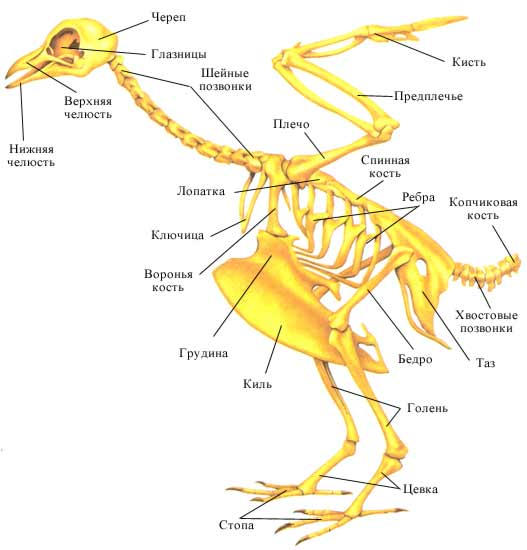 Череп
Глазницы
Кисть
Шейные
позвонки
Верхняя
челюсть
Предплечье
Нижняя
челюсть
Плечо
Спинная
кость
Лопатка
Ребра
Копчиковая
кость
Ключица
Воронья
кость
Хвостовые
позвонки
Грудина
Бедро
Таз
Киль
Голень
Цевка
Стопа